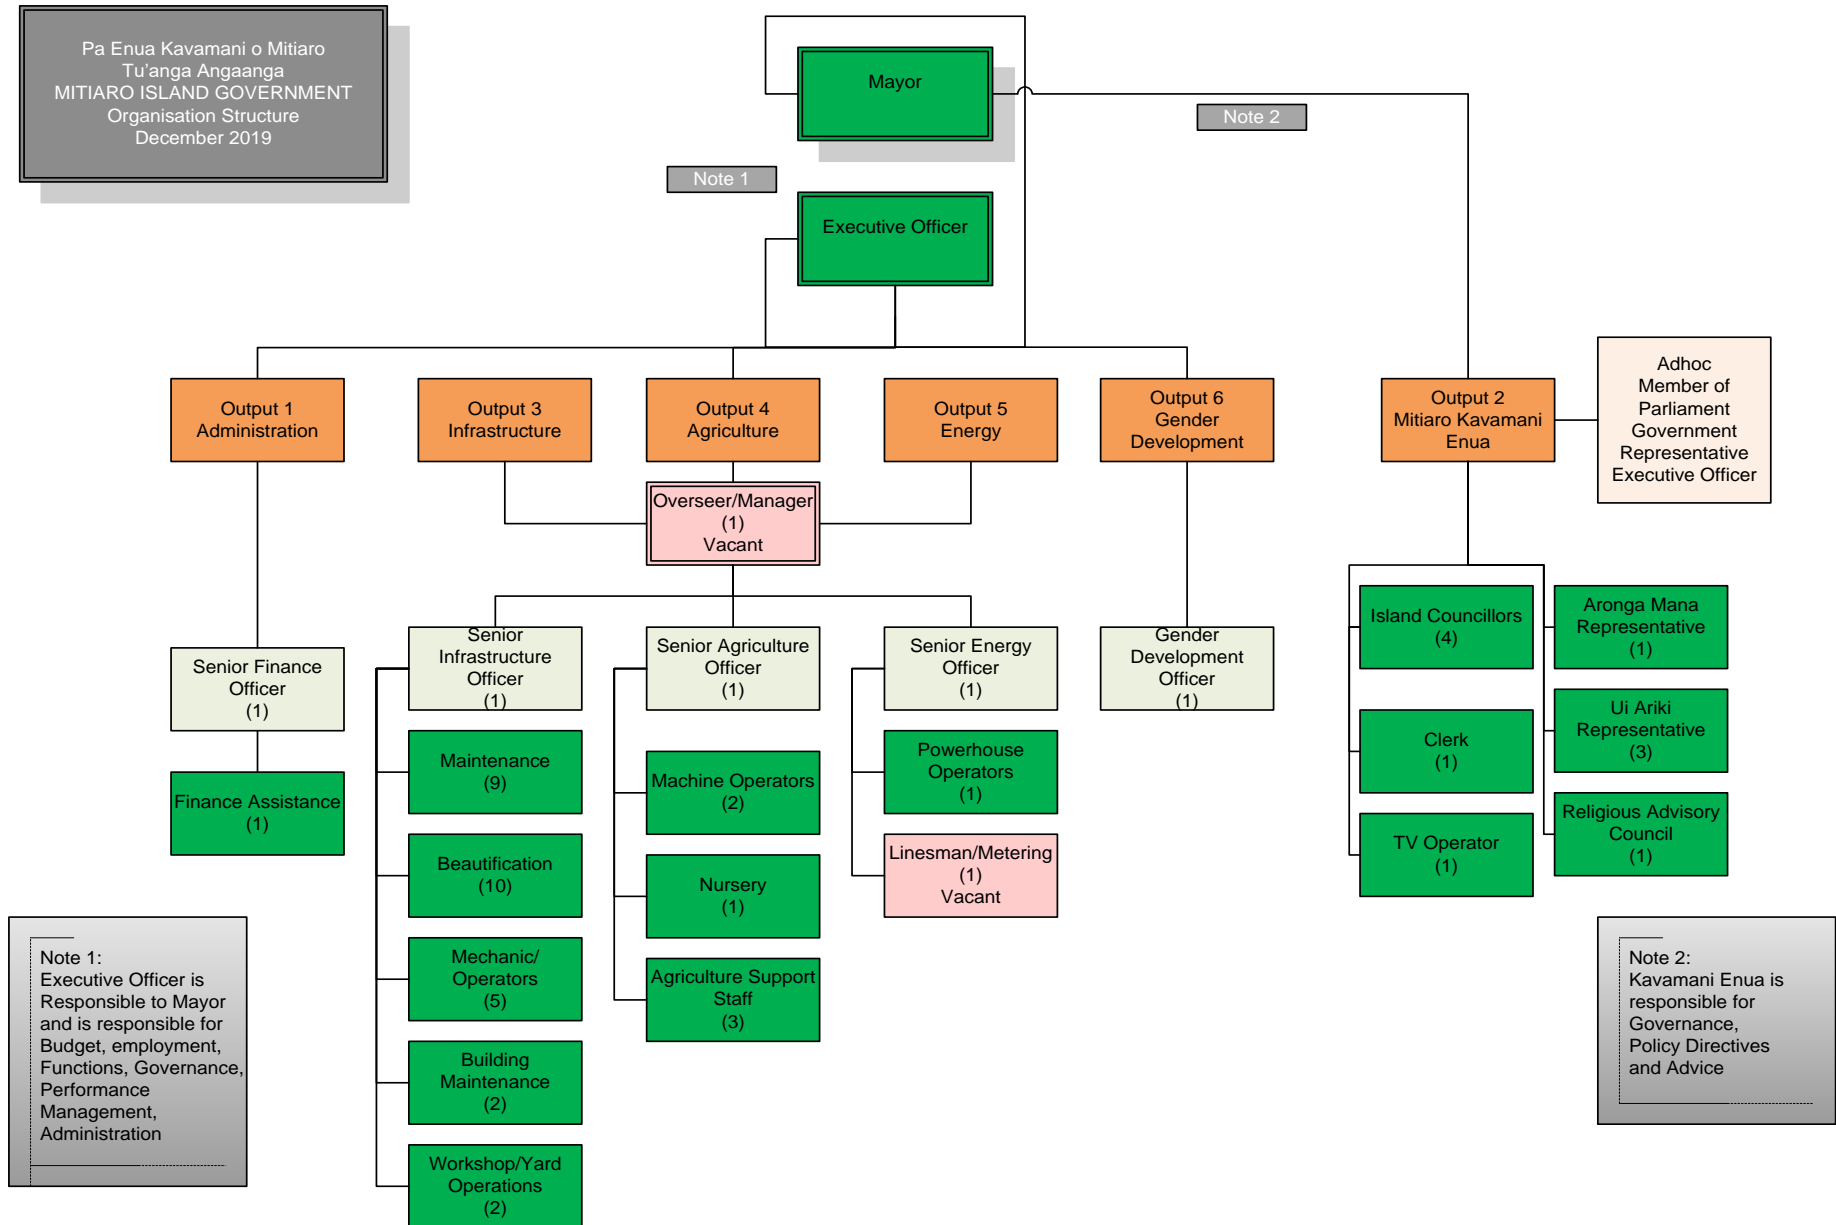 Pa Enua Kavamani o Mitiaro
Tu'anga Angaanga
MITIARO ISLAND GOVERNMENT
Organisation Structure
December 2019
Mayor
Note 2
Note 1
Executive Officer
Output 1
Administration
Output 3
Infrastructure
Output 4
Agriculture
Output 5
Energy
Output 6
Gender
Development
Output 2
Mitiaro Kavamani
Enua
Adhoc
Member of
Parliament
Government
Representative
Executive Officer
Overseer/Manager
(1)
Vacant
Senior Finance
Officer
(1)
Senior
Infrastructure
Officer
(1)
Senior Agriculture
Officer
(1)
Senior Energy
Officer
(1)
Gender
Development
Officer
(1)
Island Councillors
(4)
Aronga Mana
Representative
(1)
Finance Assistance
(1)
Maintenance
(9)
Machine Operators
(2)
Powerhouse
Operators
(1)
Clerk
(1)
Ui Ariki
Representative
(3)
Beautification
(10)
Nursery
(1)
Linesman/Metering
(1)
Vacant
TV Operator
(1)
Religious Advisory
Council
(1)
Mechanic/
Operators
(5)
Agriculture Support
Staff
(3)
Building
Maintenance
(2)
Workshop/Yard
Operations
(2)
Note 1:
Executive Officer is
Responsible to Mayor
and is responsible for
Budget, employment,
Functions, Governance,
Performance
Management,
Administration
Note 2:
Kavamani Enua is
responsible for
Governance,
Policy Directives
and Advice